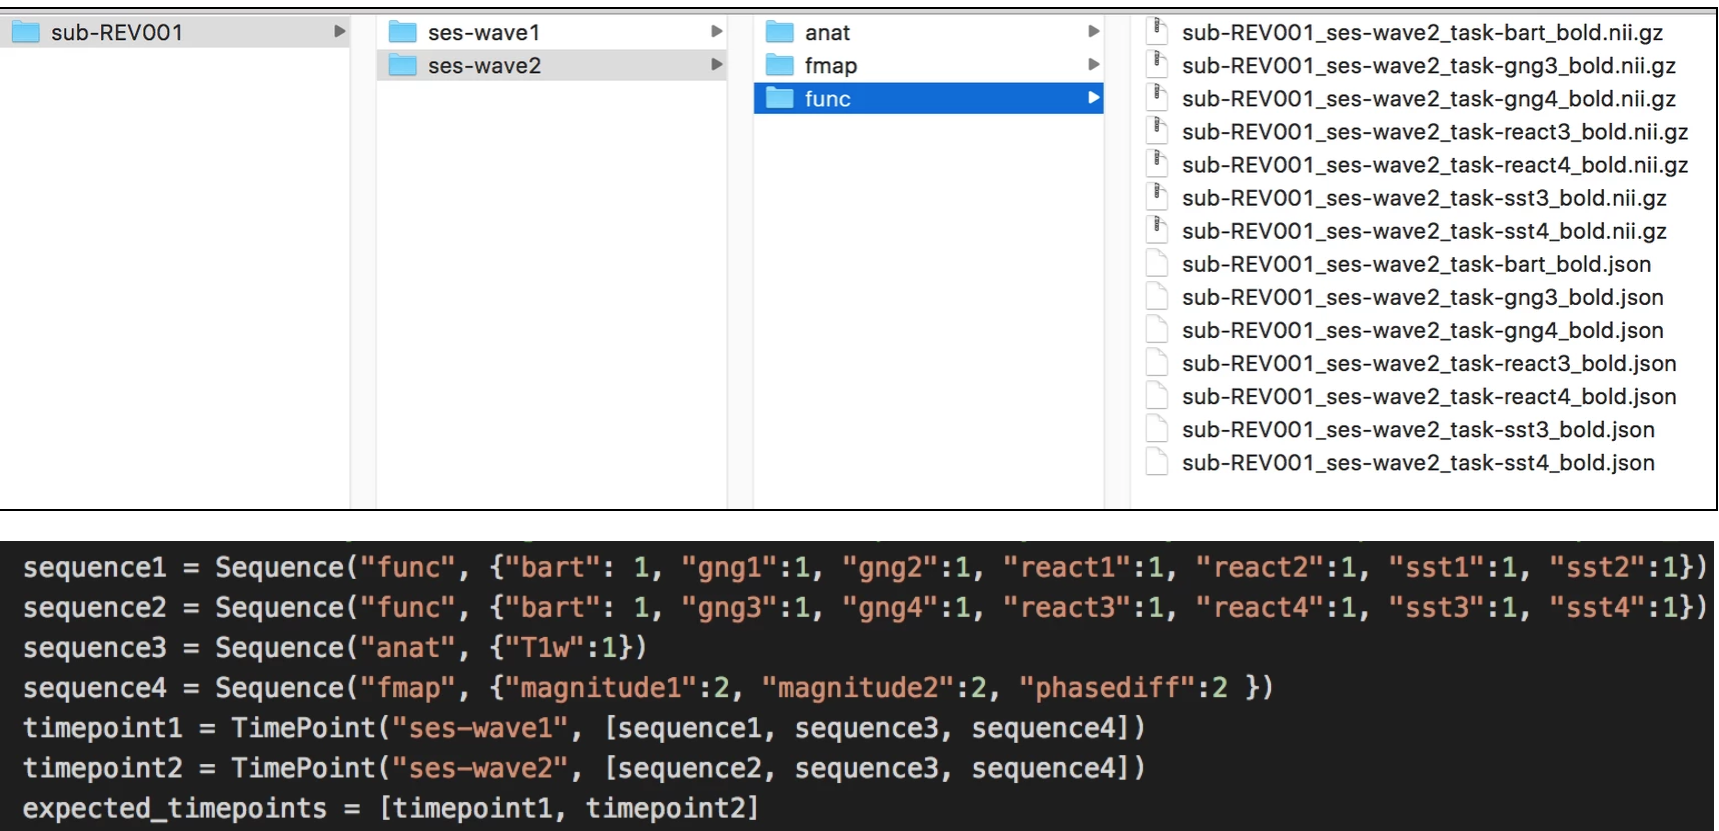 sub-REV001
ses-wave1
ses-wave2
anat
fmap
func
sub-REV001_ses-wave2_task-bart_bold.nii.gz
sub-REV001_ses-wave2_task-gng3_bold.nii.gz
sub-REV001_ses-wave2_task-gng4_bold.nii.gz
sub-REV001_ses-wave2_task-react3_bold.nii.gz
sub-REV001_ses-wave2_task-react4_bold.nii.gz
sub-REV001_ses-wave2_task-sst3_bold.nii.gz
sub-REV001_ses-wave2_task-sst4_bold.nii.gz
sub-REV001_ses-wave2_task-bart_bold.json
sub-REV001_ses-wave2_task-gng3_bold.json
sub-REV001_ses-wave2_task-gng4_bold.json
sub-REV001_ses-wave2_task-react3_bold.json
sub-REV001_ses-wave2_task-react4_bold.json
sub-REV001_ses-wave2_task-sst3_bold.json
sub-REV001_ses-wave2_task-sst4_bold.json
sequence1 = Sequence("func", {"bart": 1, "gng1":1, "gng2":1, "react1":1, "react2":1, "sst1":1, "sst2":1})
sequence2 = Sequence("func", {"bart": 1, "gng3":1, "gng4":1, "react3":1, "react4":1, "sst3":1, "sst4":1})
sequence3 = Sequence("anat", {"T1w":1})
sequence4 = Sequence("fmap", {"magnitude1":2, "magnitude2":2, "phasediff":2 })
timepoint1 = TimePoint("ses-wave1", [sequence1, sequence3, sequence4])
timepoint2 = TimePoint("ses-wave2", [sequence2, sequence3, sequence4])
expected_timepoints = [timepoint1, timepoint2]